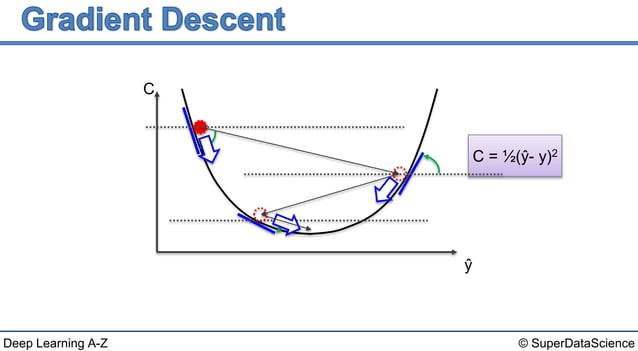 Gradient Descent
C
C = ½(ŷ- y)²
ŷ
Deep Learning A-Z
© SuperDataScience